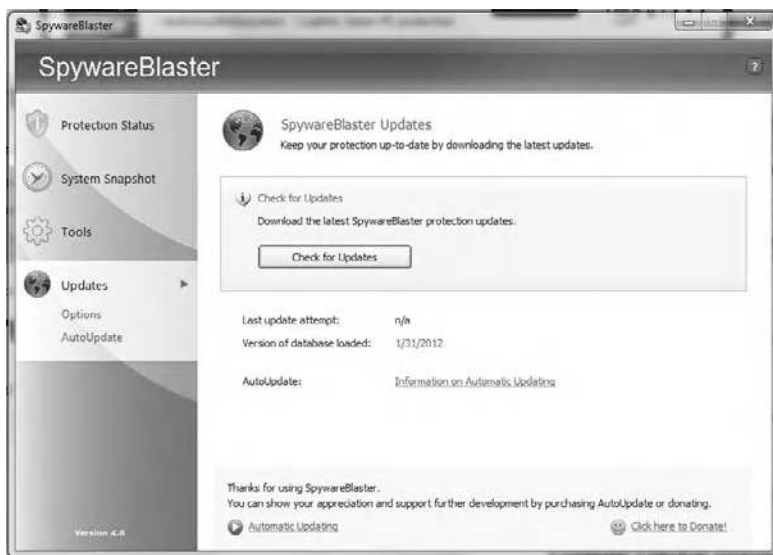 SpywareBlaster
SpywareBlaster
?
Protection Status
System Snapshot
Tools
Updates
Options
AutoUpdate
Version 4.6
SpywareBlaster Updates
Keep your protection up-to-date by downloading the latest updates.
Check for Updates
Download the latest SpywareBlaster protection updates.
Check for Updates
Last update attempt: n/a
Version of database loaded: 1/31/2012
AutoUpdate: Information on Automatic Updating
Thanks for using SpywareBlaster.
You can show your appreciation and support further development by purchasing AutoUpdate or donating.
Automatic Updating
Click here to Donate!